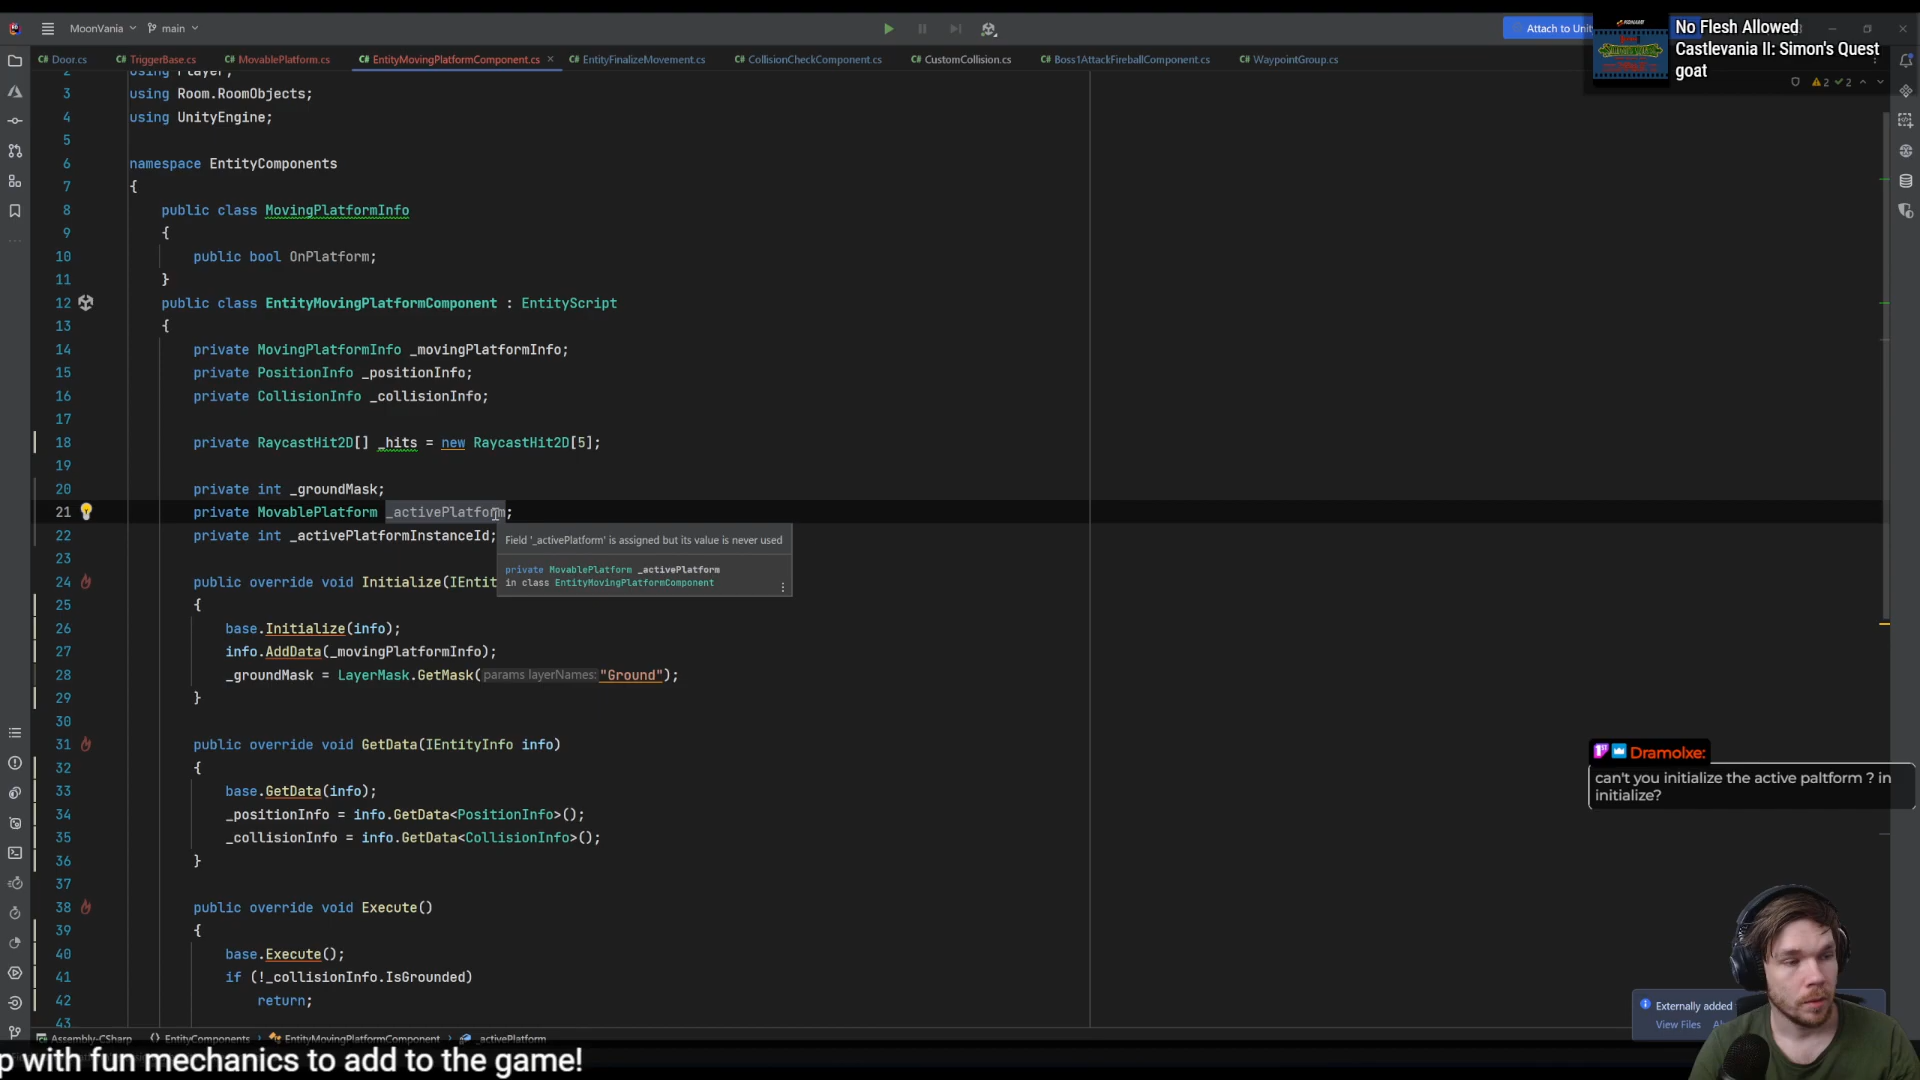 MoonVania
main
Attach to Unit
No Flesh Allowed
Castlevania II: Simon's Quest
goat
Door.cs
TriggerBase.cs
MovablePlatform.cs
EntityMovingPlatformComponent.cs
EntityFinalizeMovement.cs
CollisionCheckComponent.cs
CustomCollision.cs
Boss1AttackFireballComponent.cs
WaypointGroup.cs
2 2
2 using Player;
3 using Room.RoomObjects;
4 using UnityEngine;
5
6 namespace EntityComponents
7 {
8 public class MovingPlatformInfo
9 {
10 public bool OnPlatform;
11 }
12 public class EntityMovingPlatformComponent : EntityScript
13 {
14 private MovingPlatformInfo _movingPlatformInfo;
15 private PositionInfo _positionInfo;
16 private CollisionInfo _collisionInfo;
17
18 private RaycastHit2D[] _hits = new RaycastHit2D[5];
19
20 private int _groundMask;
21 private MovablePlatform _activePlatform;
22 private int _activePlatformInstanceId;
Field '_activePlatform' is assigned but its value is never used
private MovablePlatform _activePlatform
in class EntityMovingPlatformComponent
23
24 public override void Initialize(IEntit
25 {
26 base.Initialize(info);
27 info.AddData(_movingPlatformInfo);
28 _groundMask = LayerMask.GetMask(params layerNames: "Ground");
29 }
30
31 public override void GetData(IEntityInfo info)
32 {
33 base.GetData(info);
34 _positionInfo = info.GetData<PositionInfo>();
35 _collisionInfo = info.GetData<CollisionInfo>();
36 }
37
38 public override void Execute()
39 {
40 base.Execute();
41 if (!_collisionInfo.IsGrounded)
42 return;
43
Dramolxe:
can't you initialize the active paltform ? in
initialize?
Externally added
View Files
Assembly-CSharp
EntityComponents
EntityMovingPlatformComponent
_activePlatform
p with fun mechanics to add to the game!